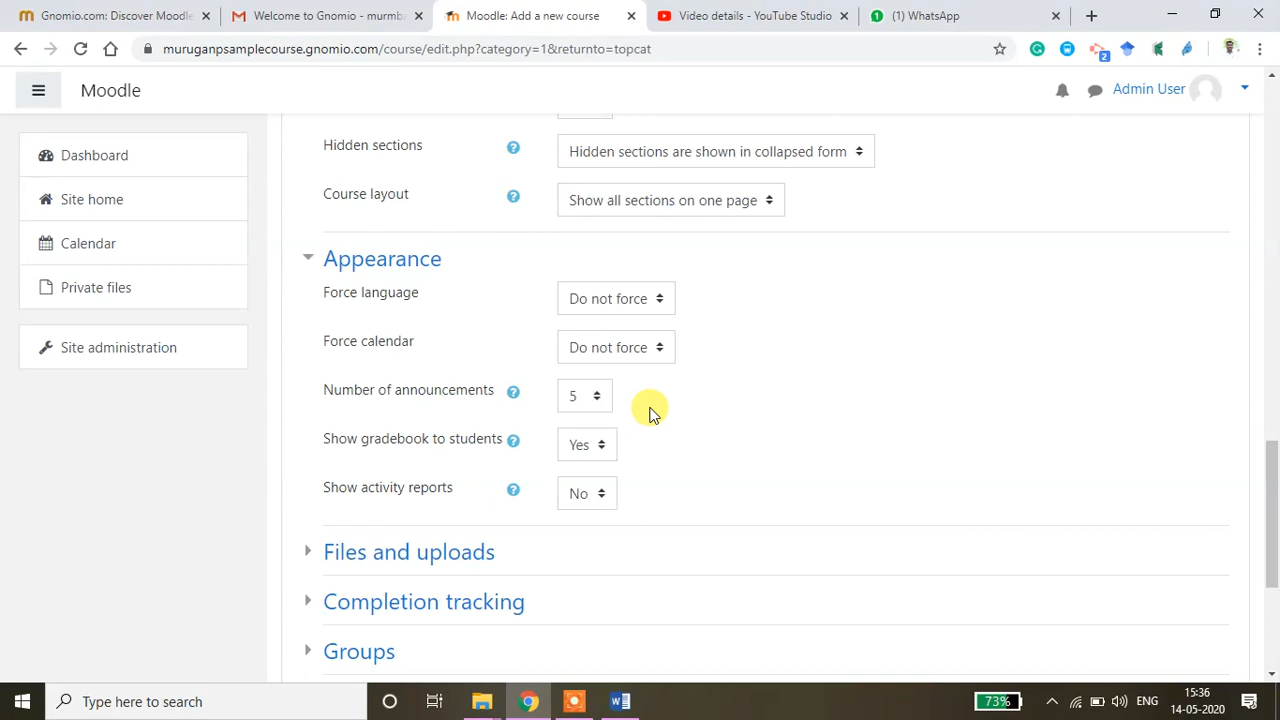 Gnomio.com: Discover Moodle
Welcome to Gnomio - murmi
Moodle: Add a new course
Video details - YouTube Studio
(1) WhatsApp
muruganpsamplecourse.gnomio.com/course/edit.php?category=1&returnto=topcat
2
Moodle
Admin User
Dashboard
Site home
Calendar
Private files
Site administration
Hidden sections
Hidden sections are shown in collapsed form
Course layout
Show all sections on one page
Appearance
Force language
Do not force
Force calendar
Do not force
Number of announcements
5
Show gradebook to students
Yes
Show activity reports
No
Files and uploads
Completion tracking
Groups
Type here to search
73%
ENG
15:36
14-05-2020